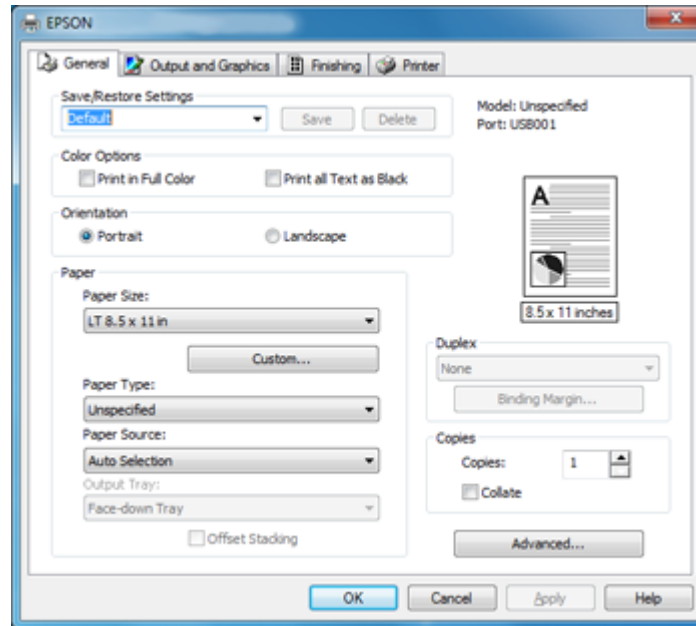 EPSON
General
Output and Graphics
Finishing
Printer
Save/Restore Settings
Default
Save
Delete
Model: Unspecified
Port: USB001
Color Options
Print in Full Color
Print all Text as Black
Orientation
Portrait
Landscape
A
8.5 x 11 inches
Paper
Paper Size:
LT 8.5 x 11 in
Custom...
Paper Type:
Unspecified
Paper Source:
Auto Selection
Output Tray:
Face-down Tray
Offset Stacking
Duplex
None
Binding Margin...
Copies
Copies:
1
Collate
Advanced...
OK
Cancel
Apply
Help